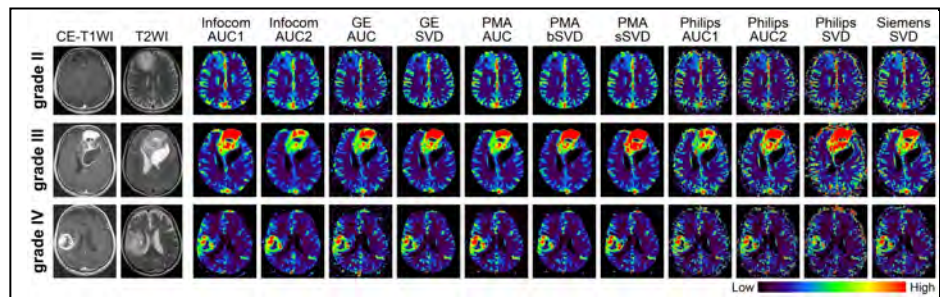 CE-T1WI T2WI Infocom AUC1 Infocom AUC2 GE AUC GE SVD PMA AUC PMA bSVD PMA sSVD Philips AUC1 Philips AUC2 Philips SVD Siemens SVD
grade II
grade III
grade IV
Low High